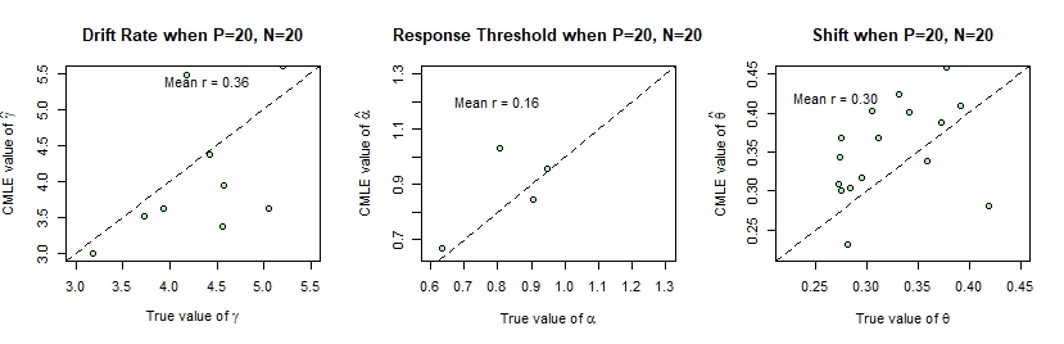 Drift Rate when P=20, N=20
Mean r = 0.36
CMLE value of γ̂
3.0 3.5 4.0 4.5 5.0 5.5
3.0 3.5 4.0 4.5 5.0 5.5
True value of γ
Response Threshold when P=20, N=20
Mean r = 0.16
CMLE value of α̂
0.7 0.9 1.1 1.3
0.6 0.7 0.8 0.9 1.0 1.1 1.2 1.3
True value of α
Shift when P=20, N=20
Mean r = 0.30
CMLE value of θ̂
0.25 0.30 0.35 0.40 0.45
0.25 0.30 0.35 0.40 0.45
True value of θ